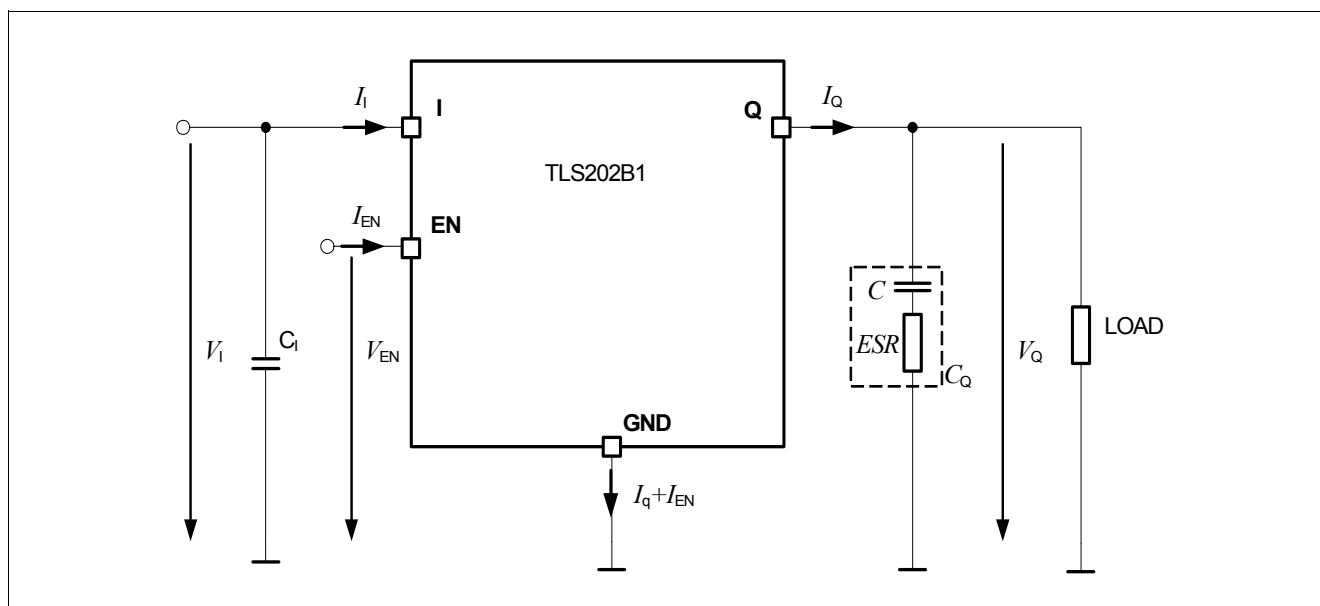 I_I
I
Q
I_Q
TLS202B1
I_EN
EN
C
V_I
C_I
V_EN
ESR
V_Q
LOAD
C_Q
GND
I_q+I_EN